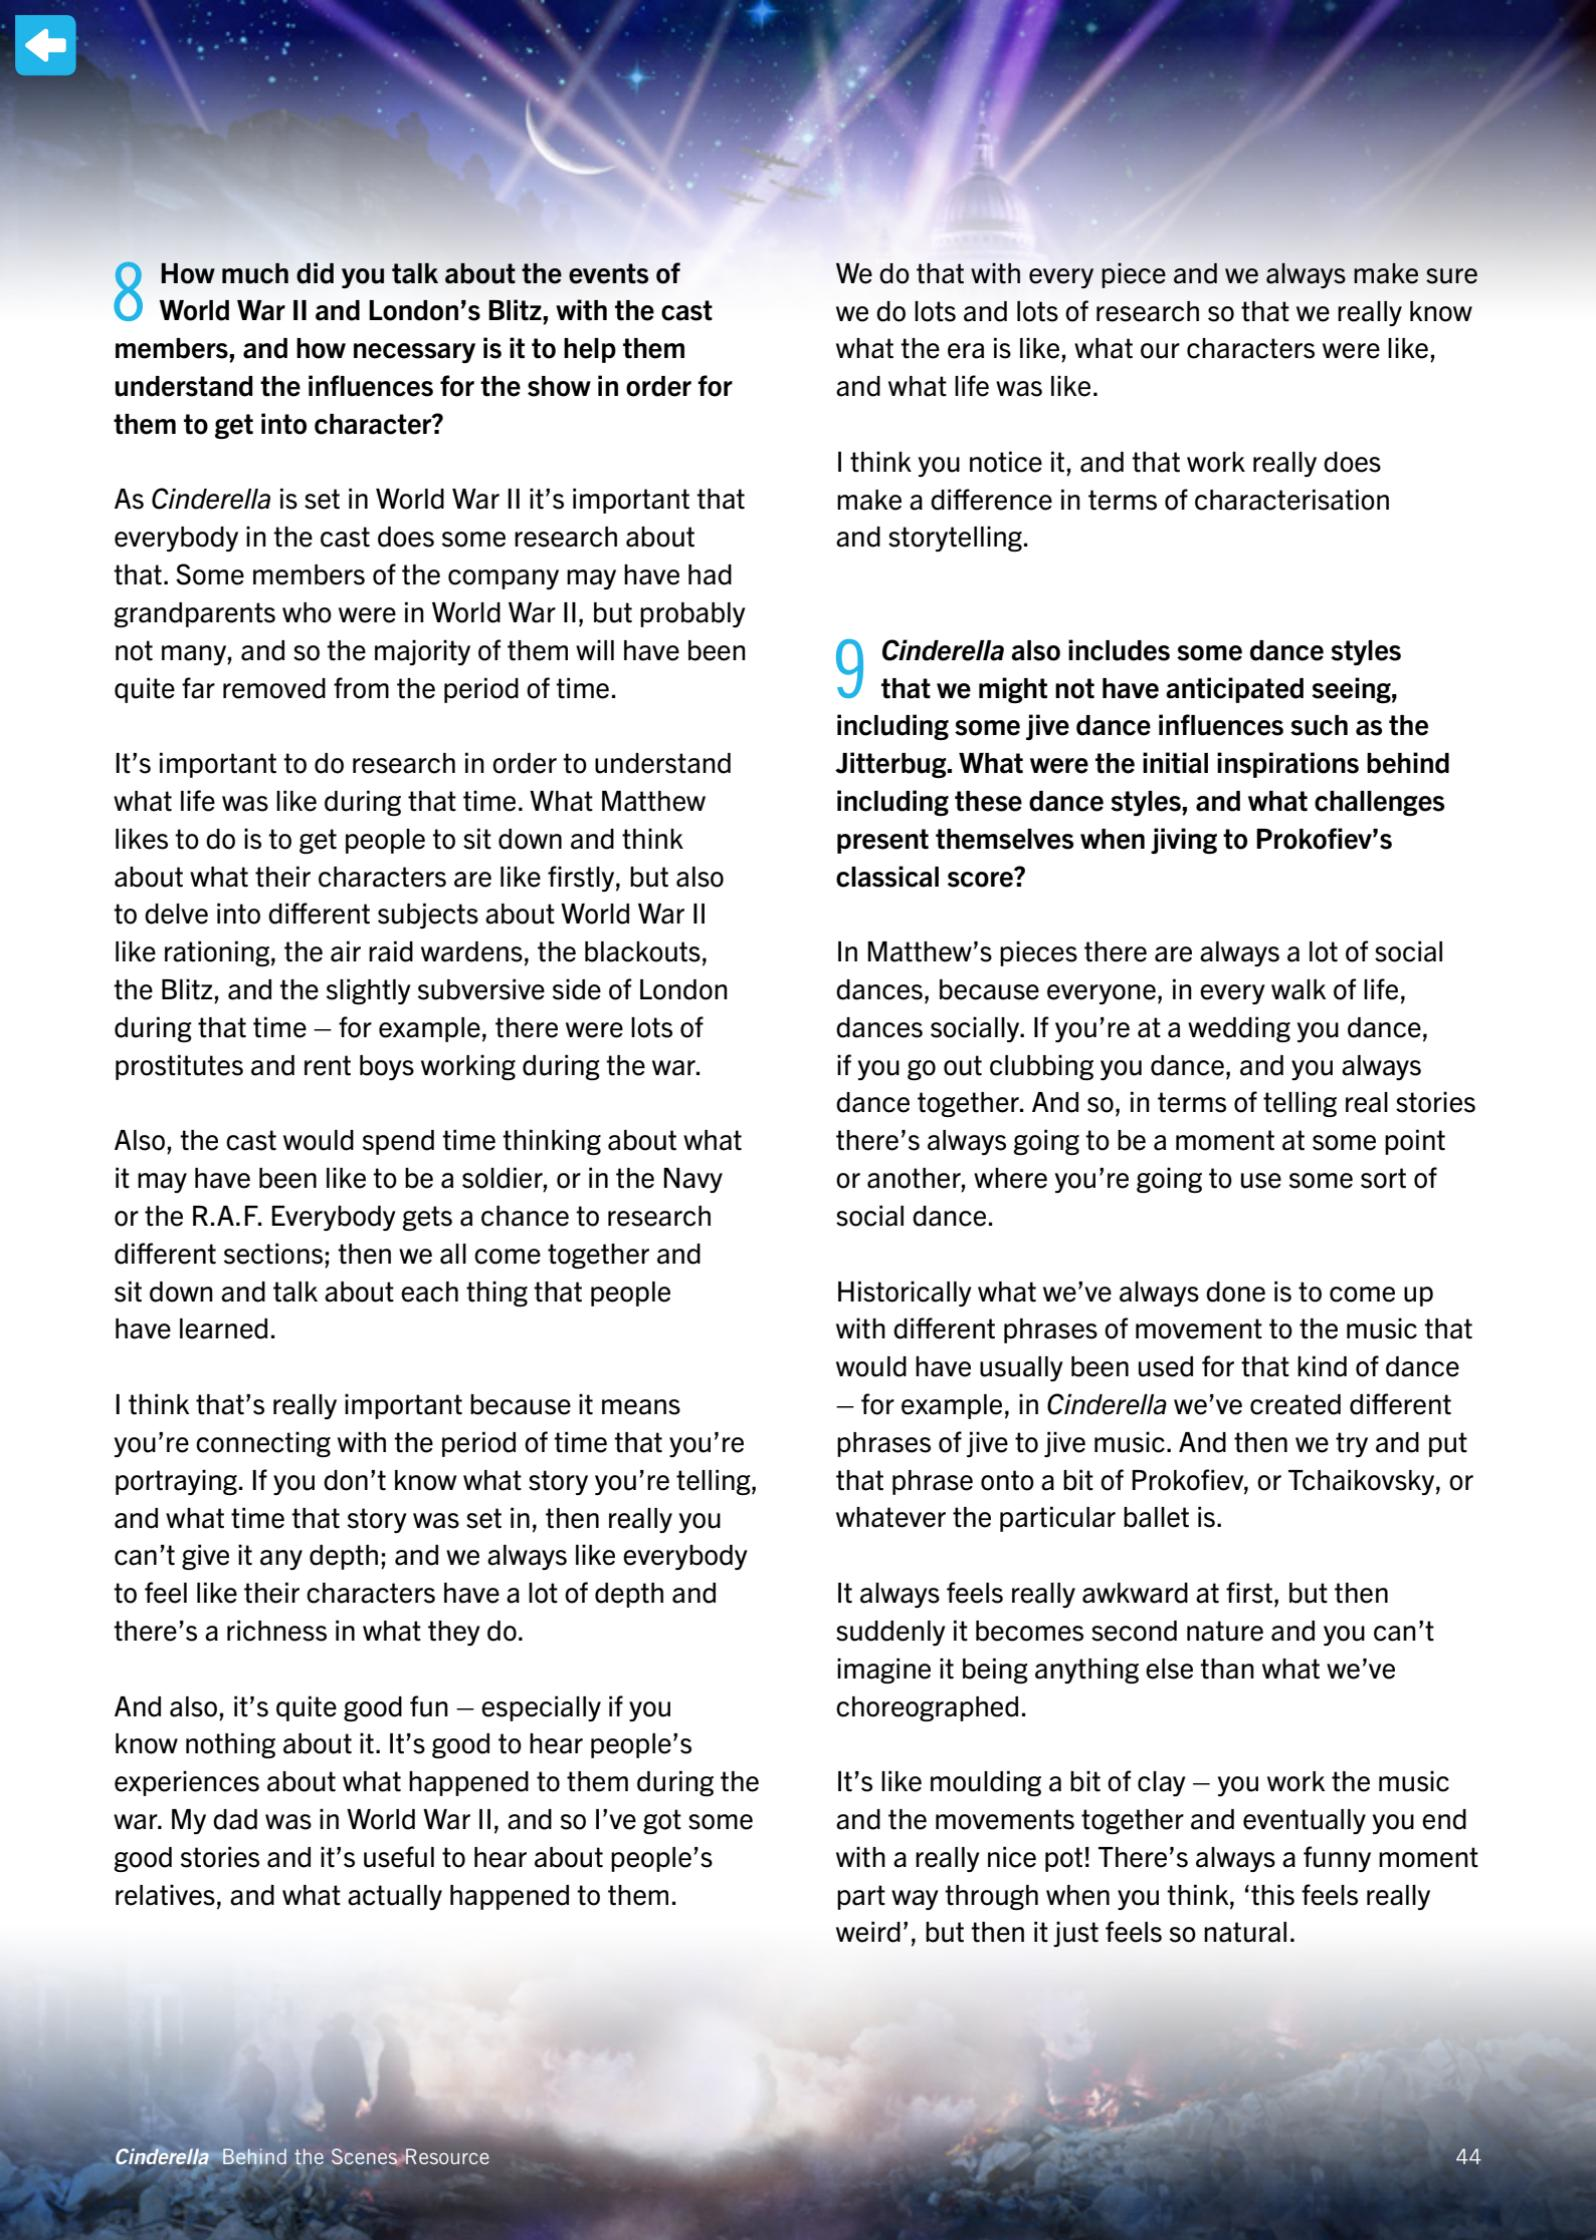 8 How much did you talk about the events of
World War II and London’s Blitz, with the cast
members, and how necessary is it to help them
understand the influences for the show in order for
them to get into character?
As Cinderella is set in World War II it’s important that
everybody in the cast does some research about
that. Some members of the company may have had
grandparents who were in World War II, but probably
not many, and so the majority of them will have been
quite far removed from the period of time.
It’s important to do research in order to understand
what life was like during that time. What Matthew
likes to do is to get people to sit down and think
about what their characters are like firstly, but also
to delve into different subjects about World War II
like rationing, the air raid wardens, the blackouts,
the Blitz, and the slightly subversive side of London
during that time – for example, there were lots of
prostitutes and rent boys working during the war.
Also, the cast would spend time thinking about what
it may have been like to be a soldier, or in the Navy
or the R.A.F. Everybody gets a chance to research
different sections; then we all come together and
sit down and talk about each thing that people
have learned.
I think that’s really important because it means
you’re connecting with the period of time that you’re
portraying. If you don’t know what story you’re telling,
and what time that story was set in, then really you
can’t give it any depth; and we always like everybody
to feel like their characters have a lot of depth and
there’s a richness in what they do.
And also, it’s quite good fun – especially if you
know nothing about it. It’s good to hear people’s
experiences about what happened to them during the
war. My dad was in World War II, and so I’ve got some
good stories and it’s useful to hear about people’s
relatives, and what actually happened to them.
We do that with every piece and we always make sure
we do lots and lots of research so that we really know
what the era is like, what our characters were like,
and what life was like.
I think you notice it, and that work really does
make a difference in terms of characterisation
and storytelling.
9 Cinderella also includes some dance styles
that we might not have anticipated seeing,
including some jive dance influences such as the
Jitterbug. What were the initial inspirations behind
including these dance styles, and what challenges
present themselves when jiving to Prokofiev’s
classical score?
In Matthew’s pieces there are always a lot of social
dances, because everyone, in every walk of life,
dances socially. If you’re at a wedding you dance,
if you go out clubbing you dance, and you always
dance together. And so, in terms of telling real stories
there’s always going to be a moment at some point
or another, where you’re going to use some sort of
social dance.
Historically what we’ve always done is to come up
with different phrases of movement to the music that
would have usually been used for that kind of dance
– for example, in Cinderella we’ve created different
phrases of jive to jive music. And then we try and put
that phrase onto a bit of Prokofiev, or Tchaikovsky, or
whatever the particular ballet is.
It always feels really awkward at first, but then
suddenly it becomes second nature and you can’t
imagine it being anything else than what we’ve
choreographed.
It’s like moulding a bit of clay – you work the music
and the movements together and eventually you end
with a really nice pot! There’s always a funny moment
part way through when you think, ‘this feels really
weird’, but then it just feels so natural.
Cinderella Behind the Scenes Resource
44